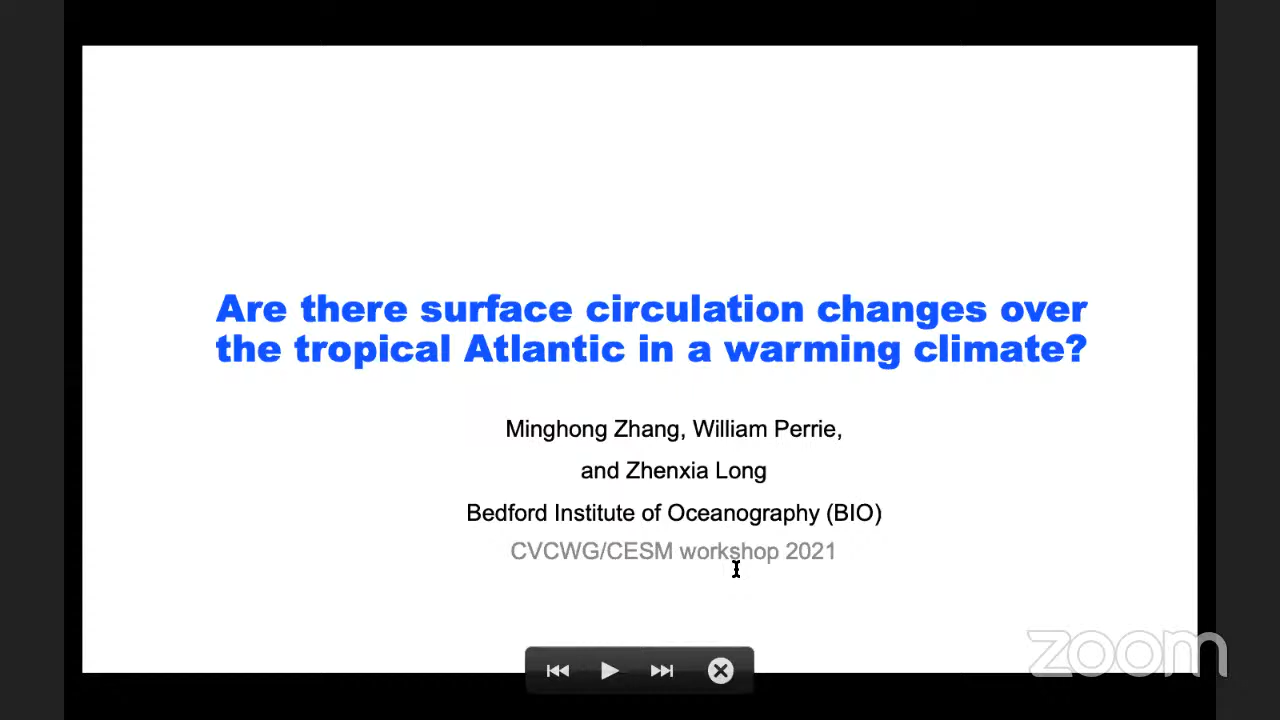 Are there surface circulation changes over
the tropical Atlantic in a warming climate?
Minghong Zhang, William Perrie,
and Zhenxia Long
Bedford Institute of Oceanography (BIO)
CVCWG/CESM workshop 2021
zoom